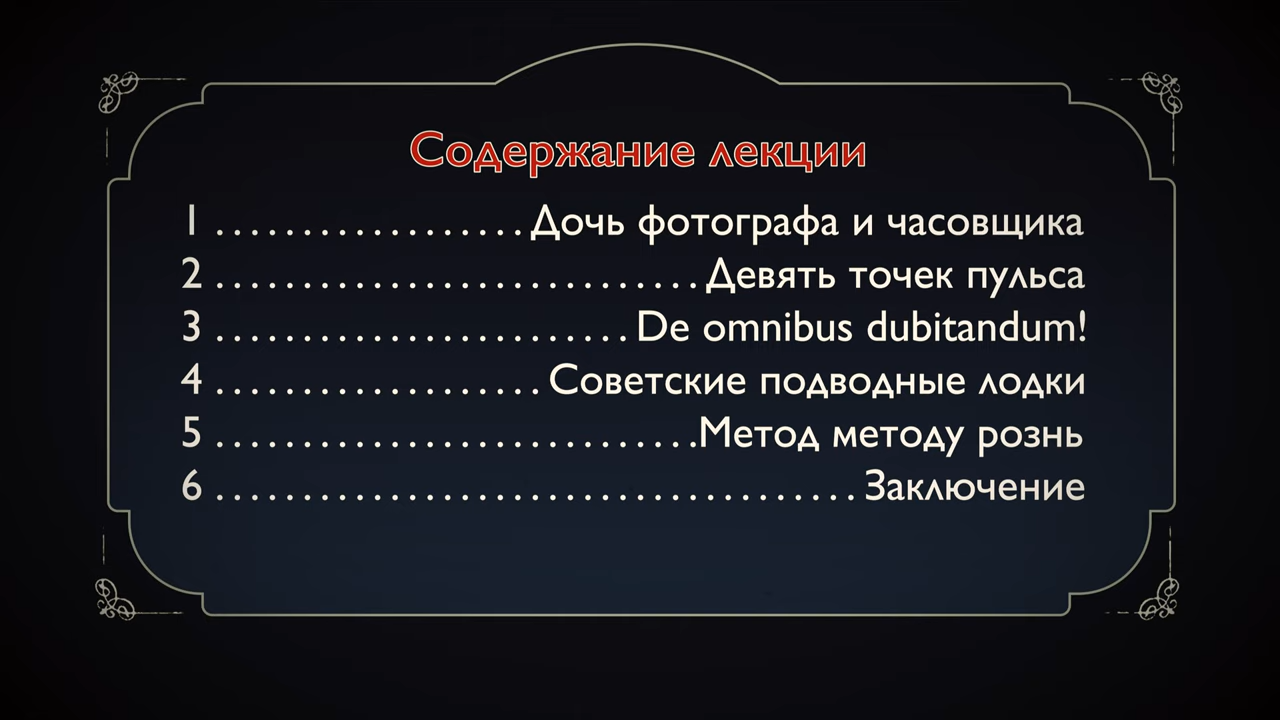 Содержание лекции
1 . . . . . . . . . . . . . . . . . . . . . . Дочь фотографа и часовщика
2 . . . . . . . . . . . . . . . . . . . . . . . . . . . . . . . . . . Девять точек пульса
3 . . . . . . . . . . . . . . . . . . . . . . . . . . . . . De omnibus dubitandum!
4 . . . . . . . . . . . . . . . . . . . . . . . Советские подводные лодки
5 . . . . . . . . . . . . . . . . . . . . . . . . . . . . . . . . . .Метод методу рознь
6 . . . . . . . . . . . . . . . . . . . . . . . . . . . . . . . . . . . . . . . . . . . . . Заключение